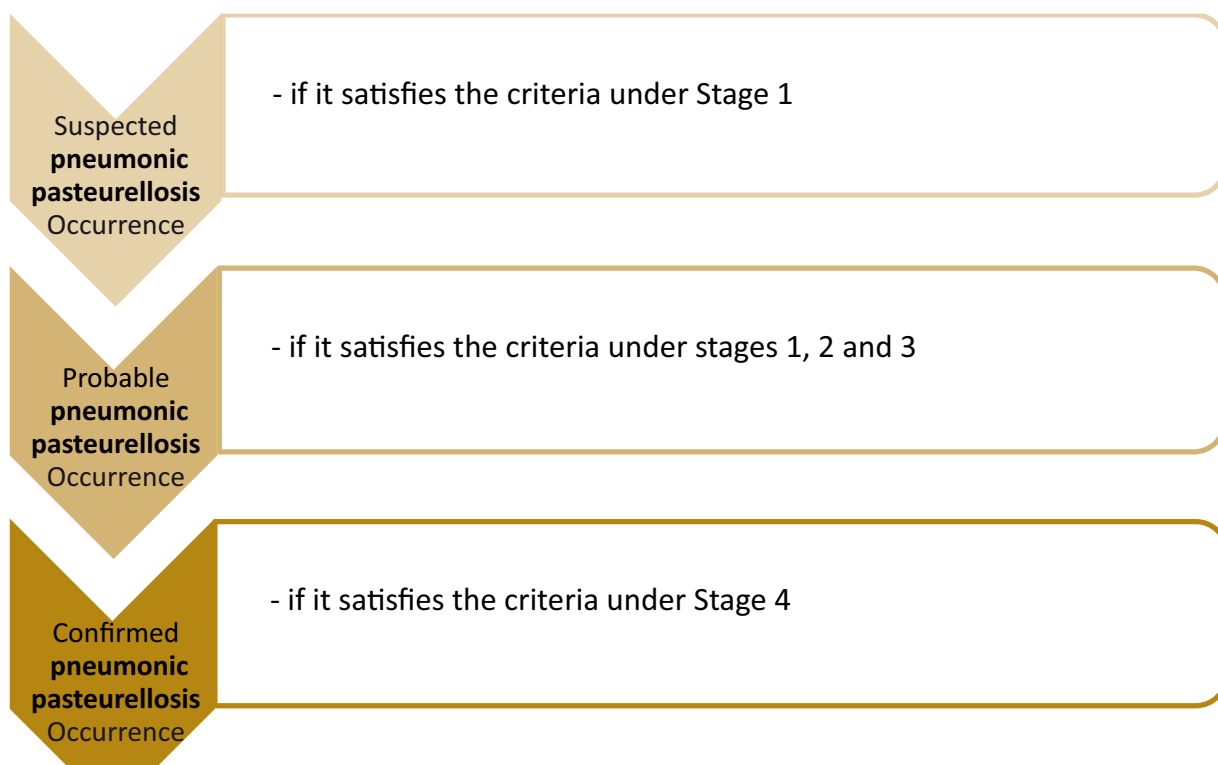 - if it satisfies the criteria under Stage 1
Suspected
pneumonic
pasteurellosis
Occurrence
- if it satisfies the criteria under stages 1, 2 and 3
Probable
pneumonic
pasteurellosis
Occurrence
- if it satisfies the criteria under Stage 4
Confirmed
pneumonic
pasteurellosis
Occurrence